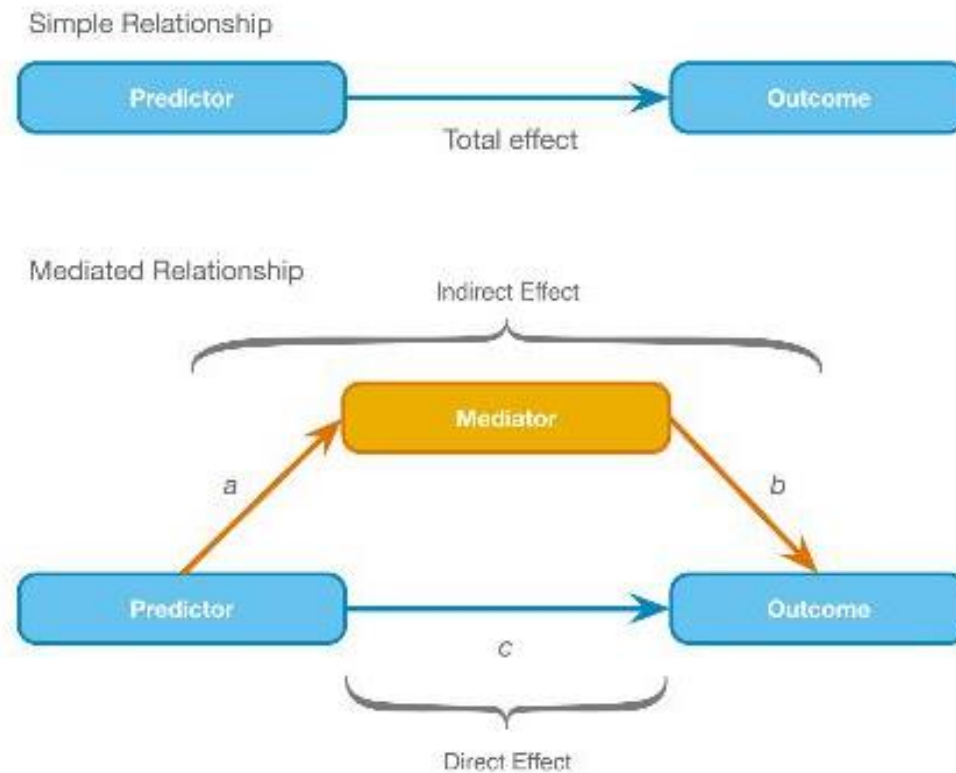 Simple Relationship
Predictor
Outcome
Total effect
Mediated Relationship
Indirect Effect
Mediator
a
b
Predictor
Outcome
c
Direct Effect